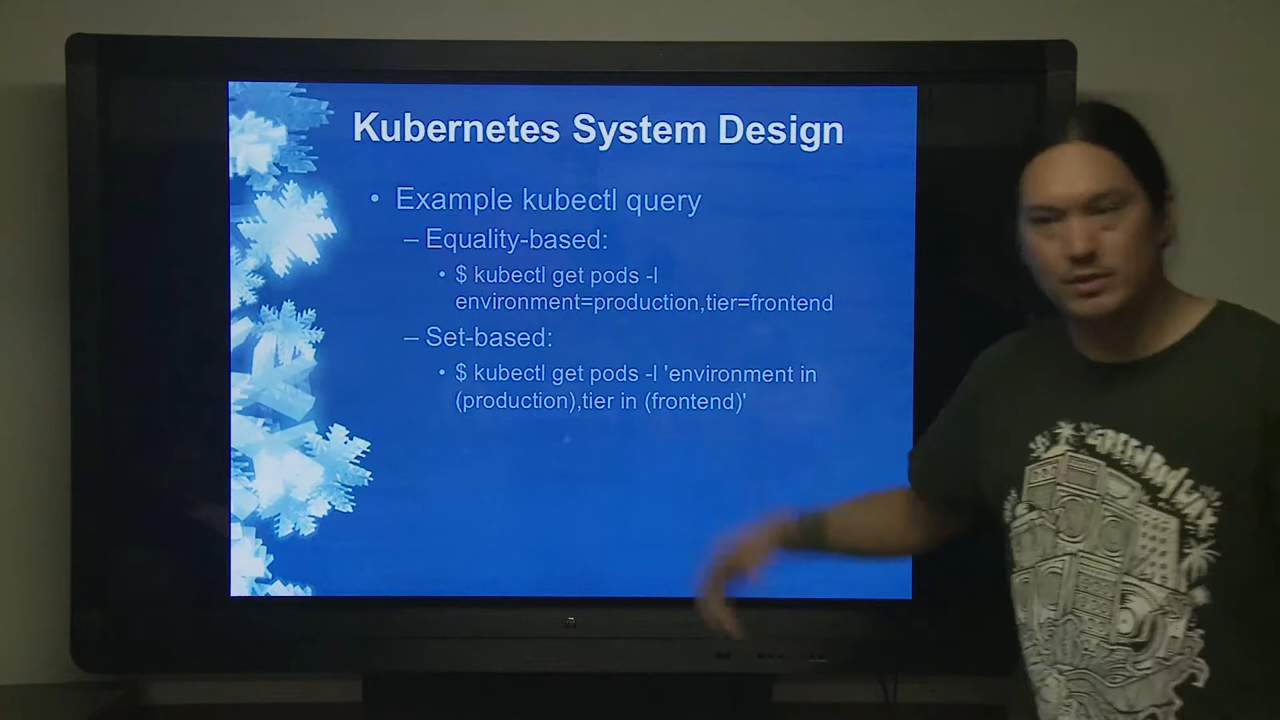 Kubernetes System Design
• Example kubectl query
– Equality-based:
• $ kubectl get pods -l
environment=production,tier=frontend
– Set-based:
• $ kubectl get pods -l 'environment in
(production),tier in (frontend)'